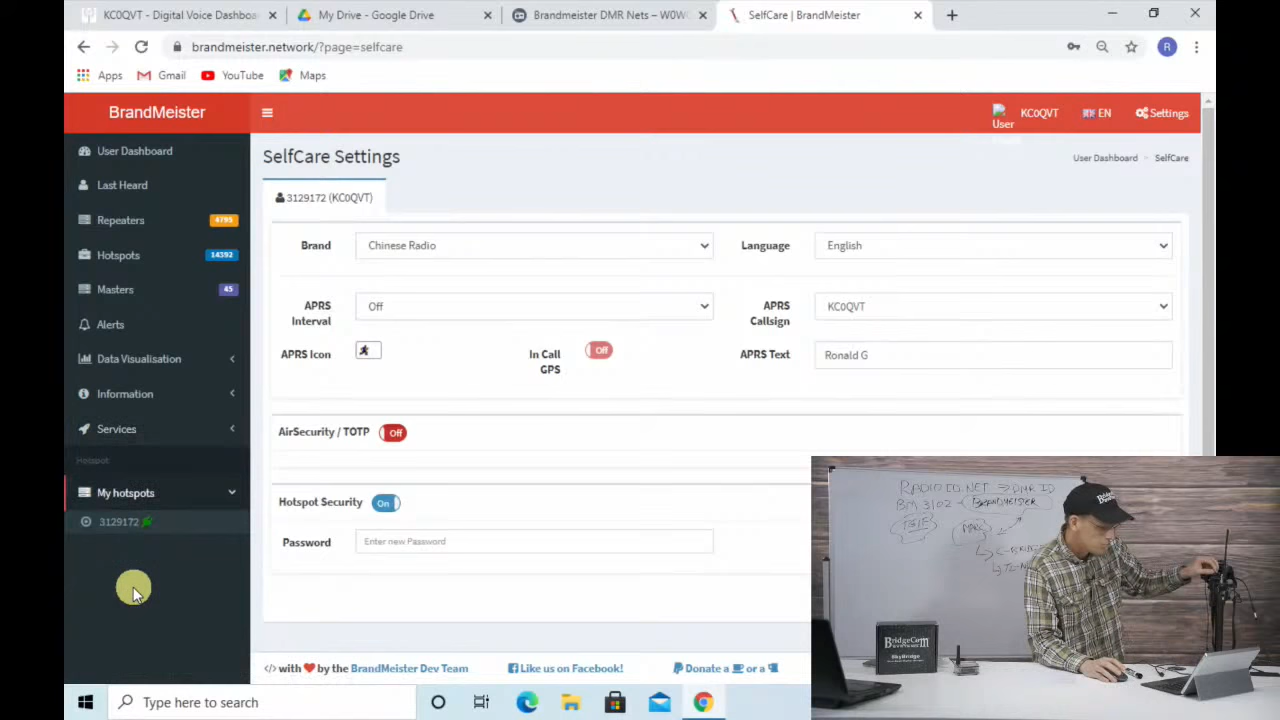 KC0QVT - Digital Voice Dashboa
My Drive - Google Drive
Brandmeister DMR Nets – W0W
SelfCare | BrandMeister
brandmeister.network/?page=selfcare
R
Apps
Gmail
YouTube
Maps
BrandMeister
User
KC0QVT
EN
Settings
User Dashboard
Last Heard
Repeaters 4795
Hotspots 14592
Masters 45
Alerts
Data Visualisation
Information
Services
Hotspot
My hotspots
3129172
SelfCare Settings
User Dashboard
SelfCare
3129172 (KC0QVT)
Brand
Chinese Radio
Language
English
APRS Interval
Off
APRS Callsign
KC0QVT
APRS Icon
In Call GPS
Off
APRS Text
Ronald G
AirSecurity / TOTP
Off
Hotspot Security
On
Password
Enter new Password
</> with by the BrandMeister Dev Team
Like us on Facebook!
Donate a or a
Type here to search
RADIOID.NET → DMR ID
BM 3102 - BRANDMEISTER
BridgeCom
SkyBridge